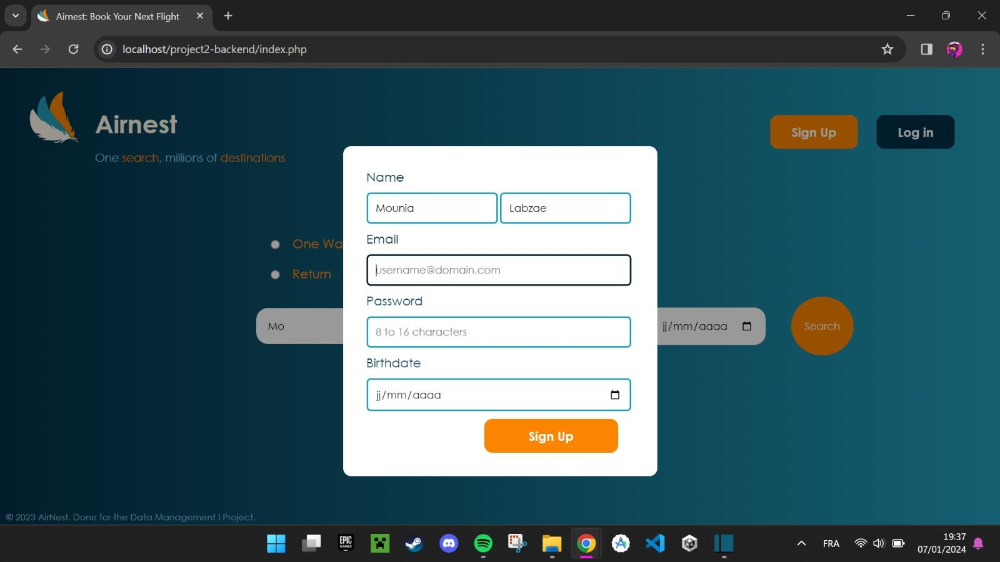 Airnest: Book Your Next Flight
localhost/project2-backend/index.php
Airnest
One search, millions of destinations
Sign Up
Log in
Name
Mounia
Labzae
One Wa
Email
username@domain.com
Return
Password
Mo
8 to 16 characters
jj/mm/aaaa
Search
Birthdate
jj/mm/aaaa
Sign Up
© 2023 AirNest. Done for the Data Management I Project.
EPIC
GAMES
FRA
19:37
07/01/2024